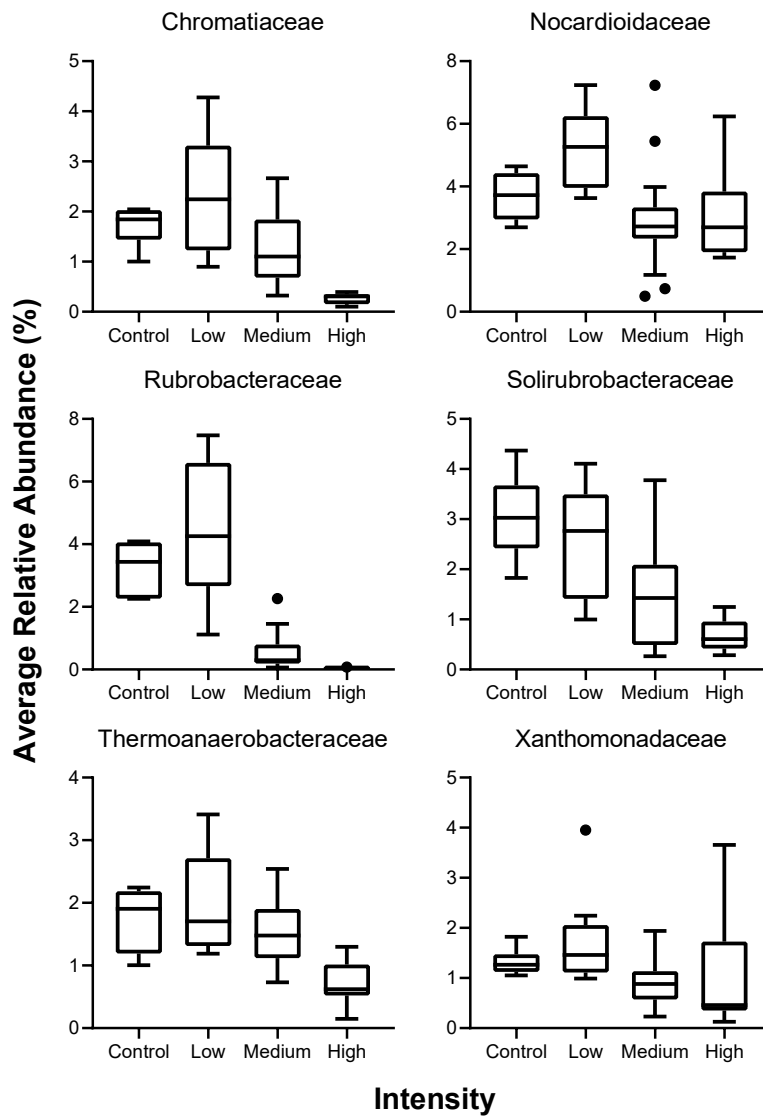 Average Relative Abundance (%)
Chromatiaceae
5
4
3
2
1
0
Control Low Medium High
Nocardioidaceae
8
6
4
2
0
Control Low Medium High
Rubrobacteraceae
8
6
4
2
0
Control Low Medium High
Solirubrobacteraceae
5
4
3
2
1
0
Control Low Medium High
Thermoanaerobacteraceae
4
3
2
1
0
Control Low Medium High
Xanthomonadaceae
5
4
3
2
1
0
Control Low Medium High
Intensity